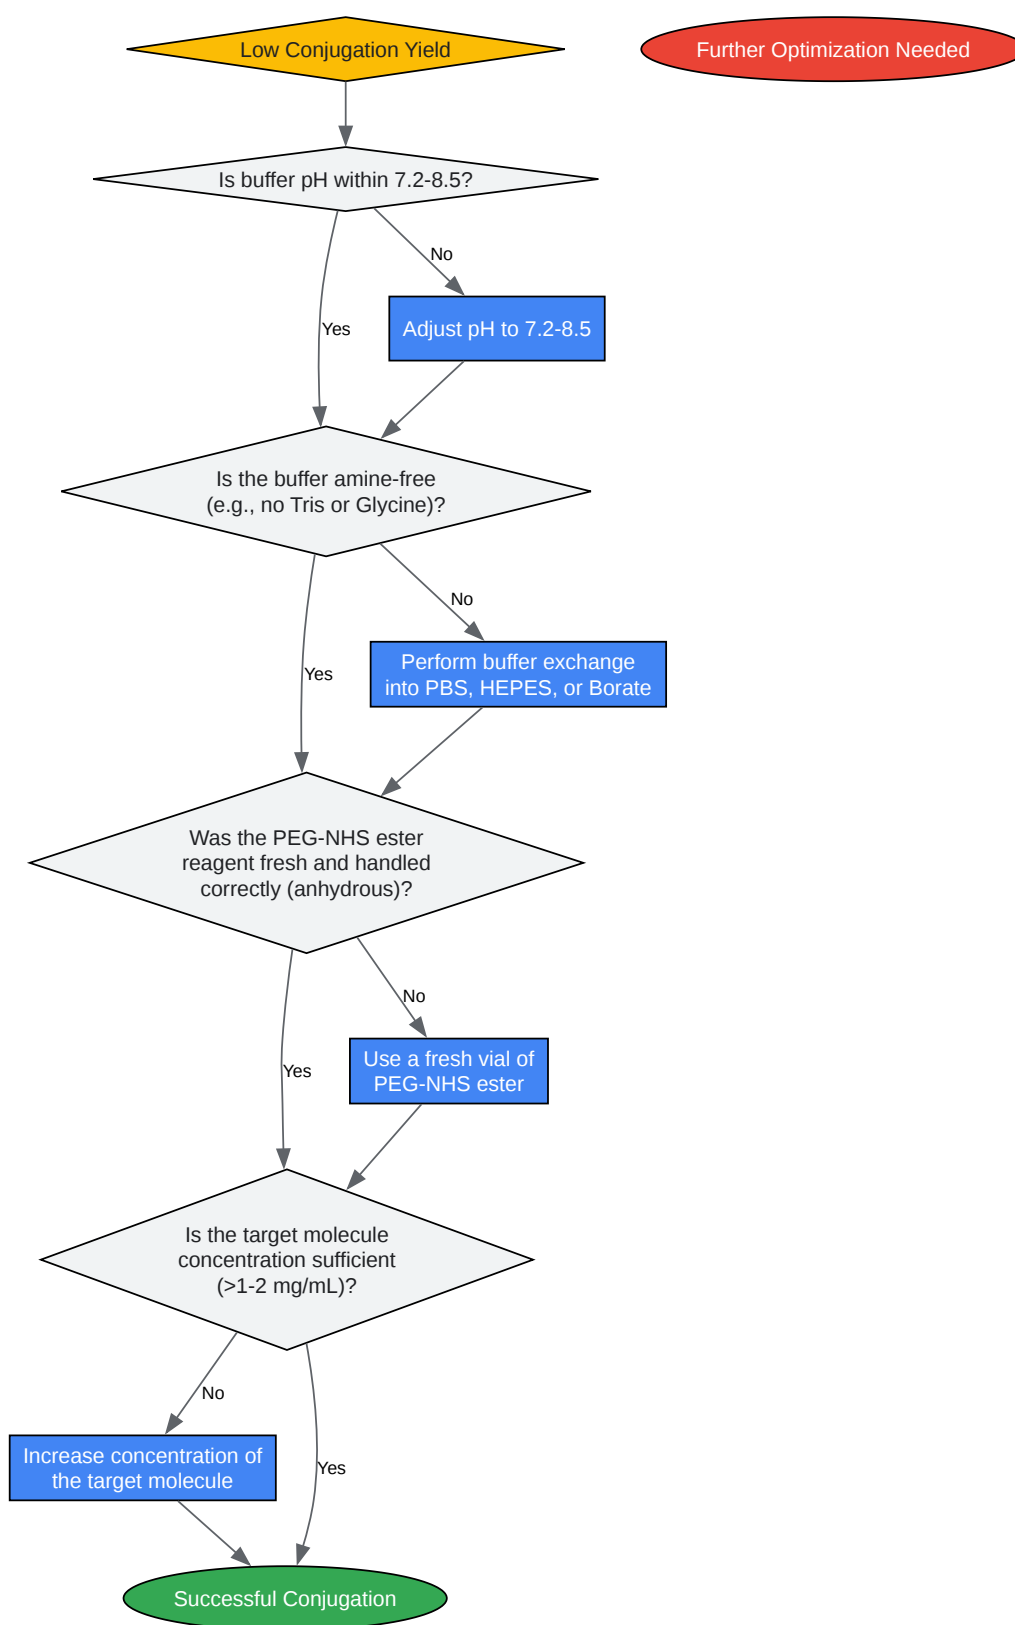 Low Conjugation Yield
Further Optimization Needed
Is buffer pH within 7.2-8.5?
No
Yes
Adjust pH to 7.2-8.5
Is the buffer amine-free
(e.g., no Tris or Glycine)?
No
Yes
Perform buffer exchange
into PBS, HEPES, or Borate
Was the PEG-NHS ester
reagent fresh and handled
correctly (anhydrous)?
No
Yes
Use a fresh vial of
PEG-NHS ester
Is the target molecule
concentration sufficient
(>1-2 mg/mL)?
No
Yes
Increase concentration of
the target molecule
Successful Conjugation